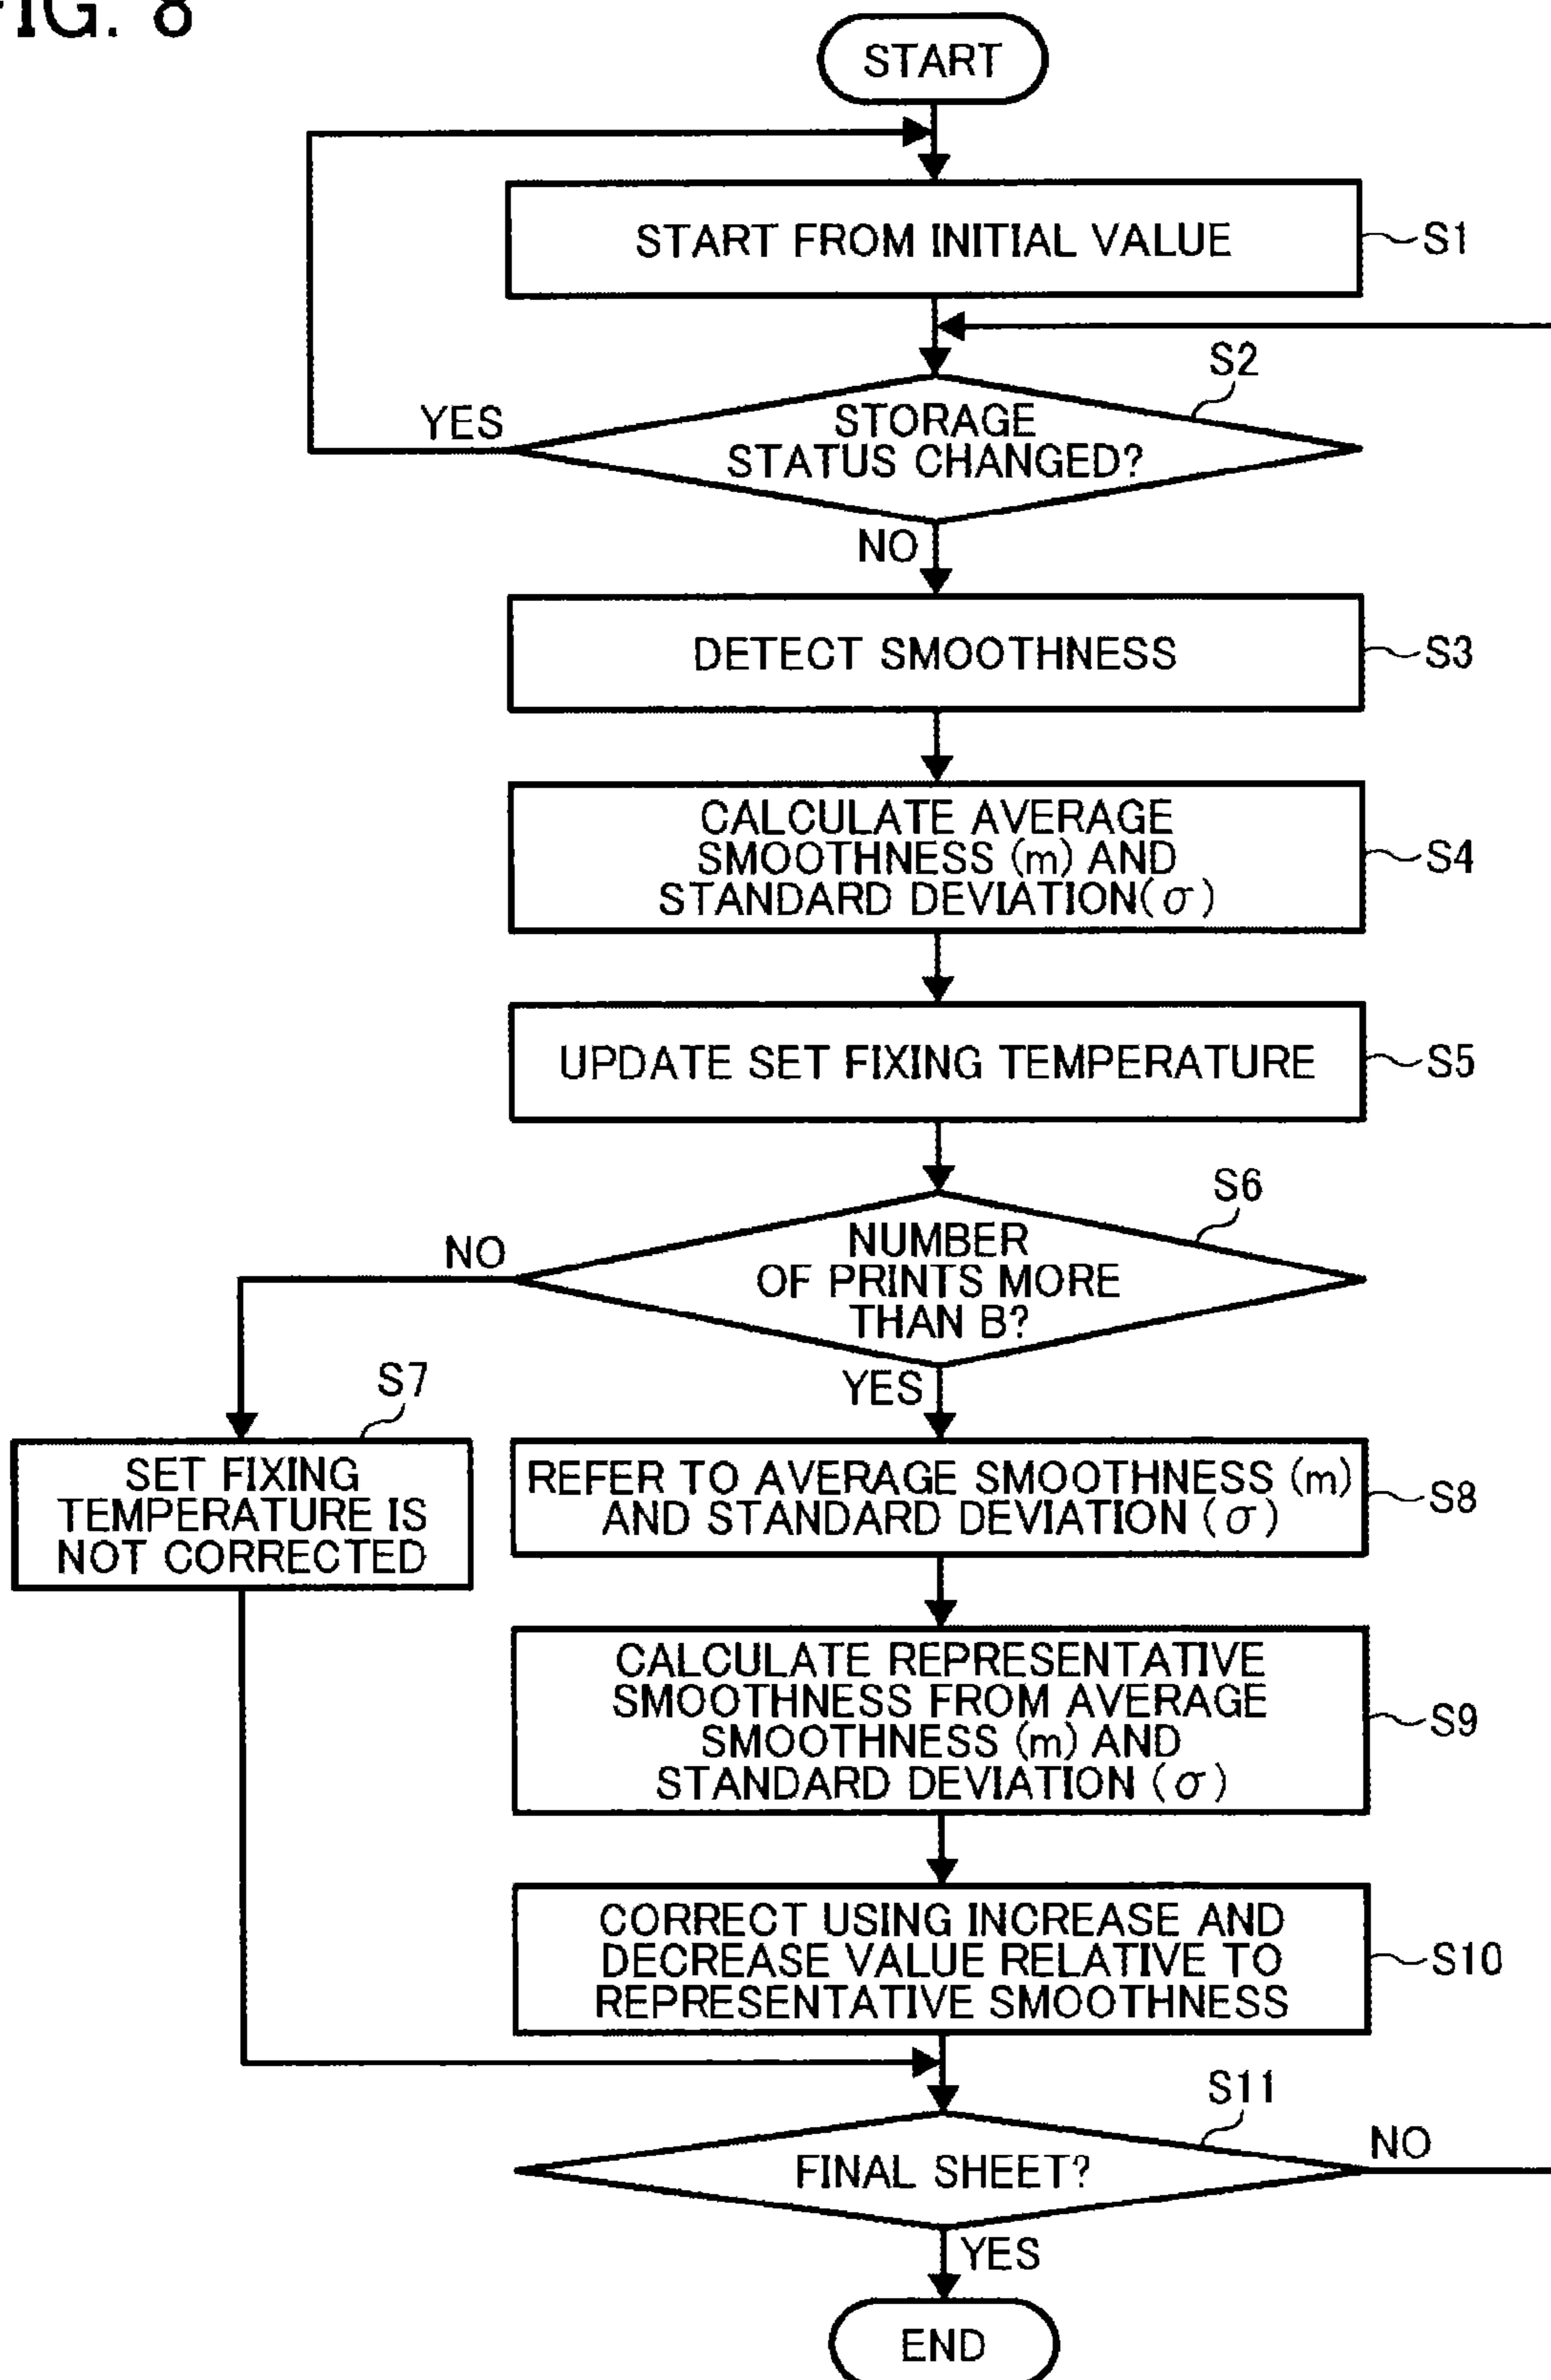 FIG. 8
START
START FROM INITIAL VALUE
S1
S2
STORAGE
STATUS CHANGED?
YES
NO
DETECT SMOOTHNESS
S3
CALCULATE AVERAGE
SMOOTHNESS (m) AND
STANDARD DEVIATION(σ)
S4
UPDATE SET FIXING TEMPERATURE
S5
S6
NUMBER
OF PRINTS MORE
THAN B?
NO
YES
S7
SET FIXING
TEMPERATURE IS
NOT CORRECTED
REFER TO AVERAGE SMOOTHNESS (m)
AND STANDARD DEVIATION (σ)
S8
CALCULATE REPRESENTATIVE
SMOOTHNESS FROM AVERAGE
SMOOTHNESS (m) AND
STANDARD DEVIATION (σ)
S9
CORRECT USING INCREASE AND
DECREASE VALUE RELATIVE TO
REPRESENTATIVE SMOOTHNESS
S10
S11
FINAL SHEET?
NO
YES
END